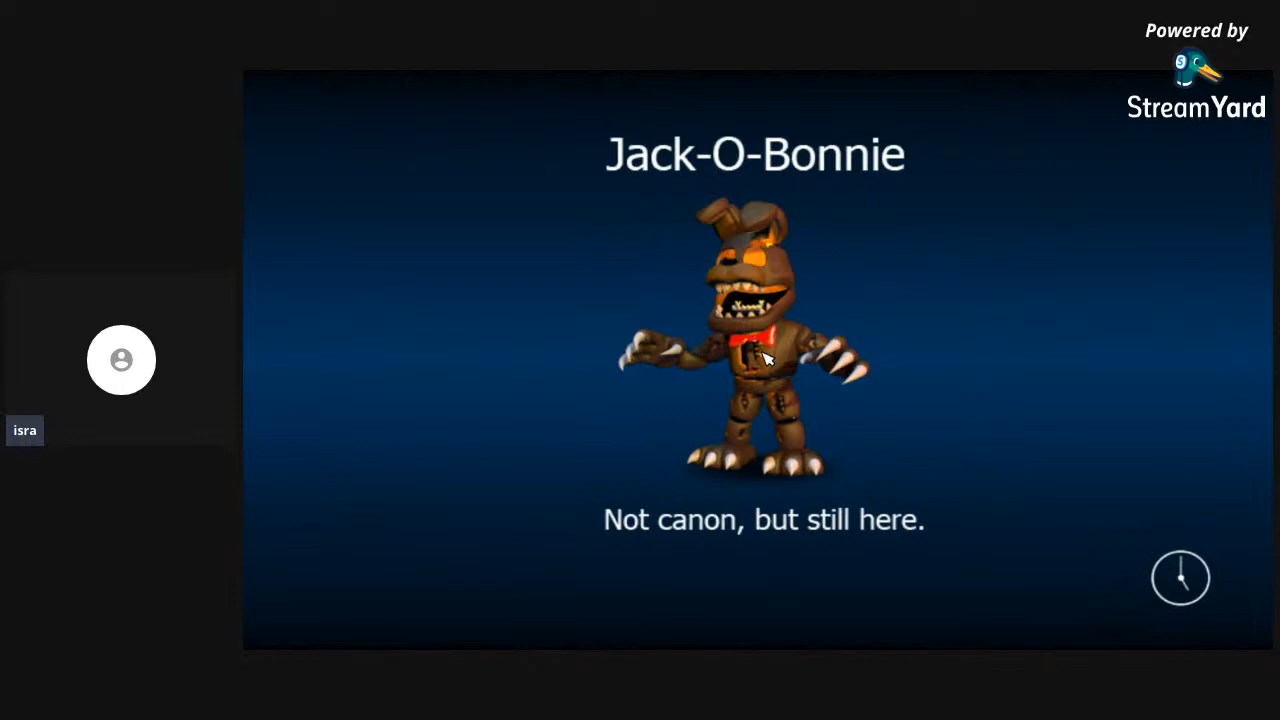 Powered by
StreamYard
Jack-O-Bonnie
Not canon, but still here.
isra